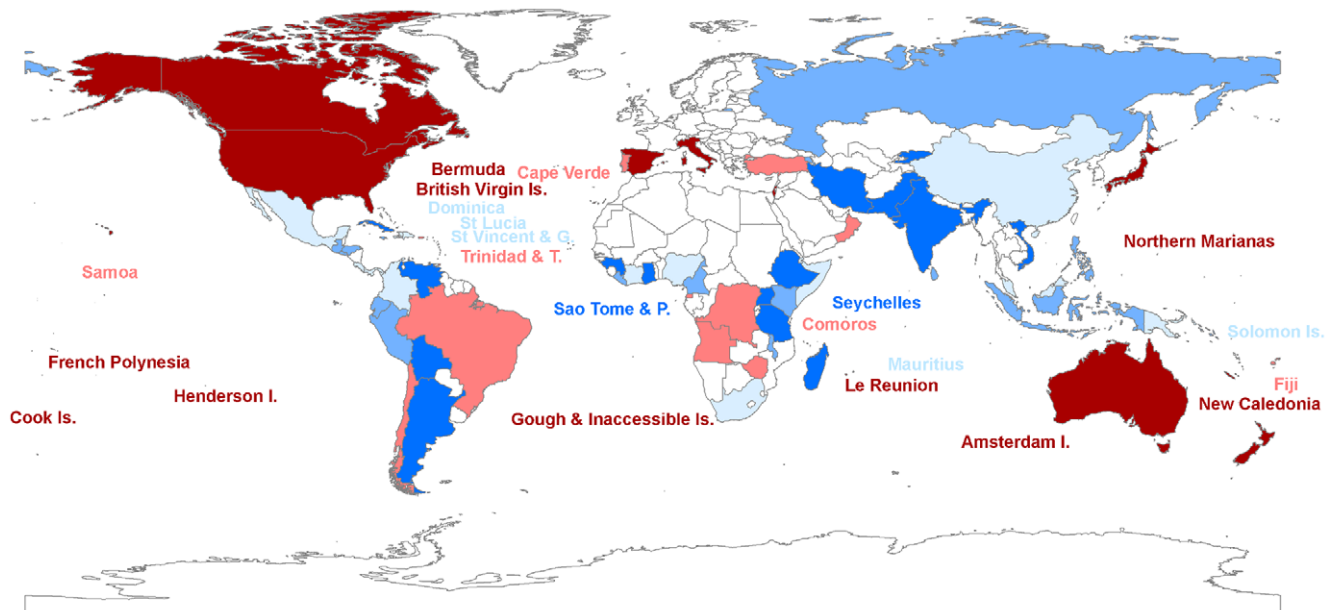 Bermuda
Cape Verde
British Virgin Is.
Dominica
St Lucia
St Vincent & G.
Northern Marianas
Trinidad & T.
Samoa
Seychelles
Sao Tome & P.
Comoros
Solomon Is.
French Polynesia
Mauritius
Le Reunion
Fiji
Henderson I.
New Caledonia
Cook Is.
Gough & Inaccessible Is.
Amsterdam I.